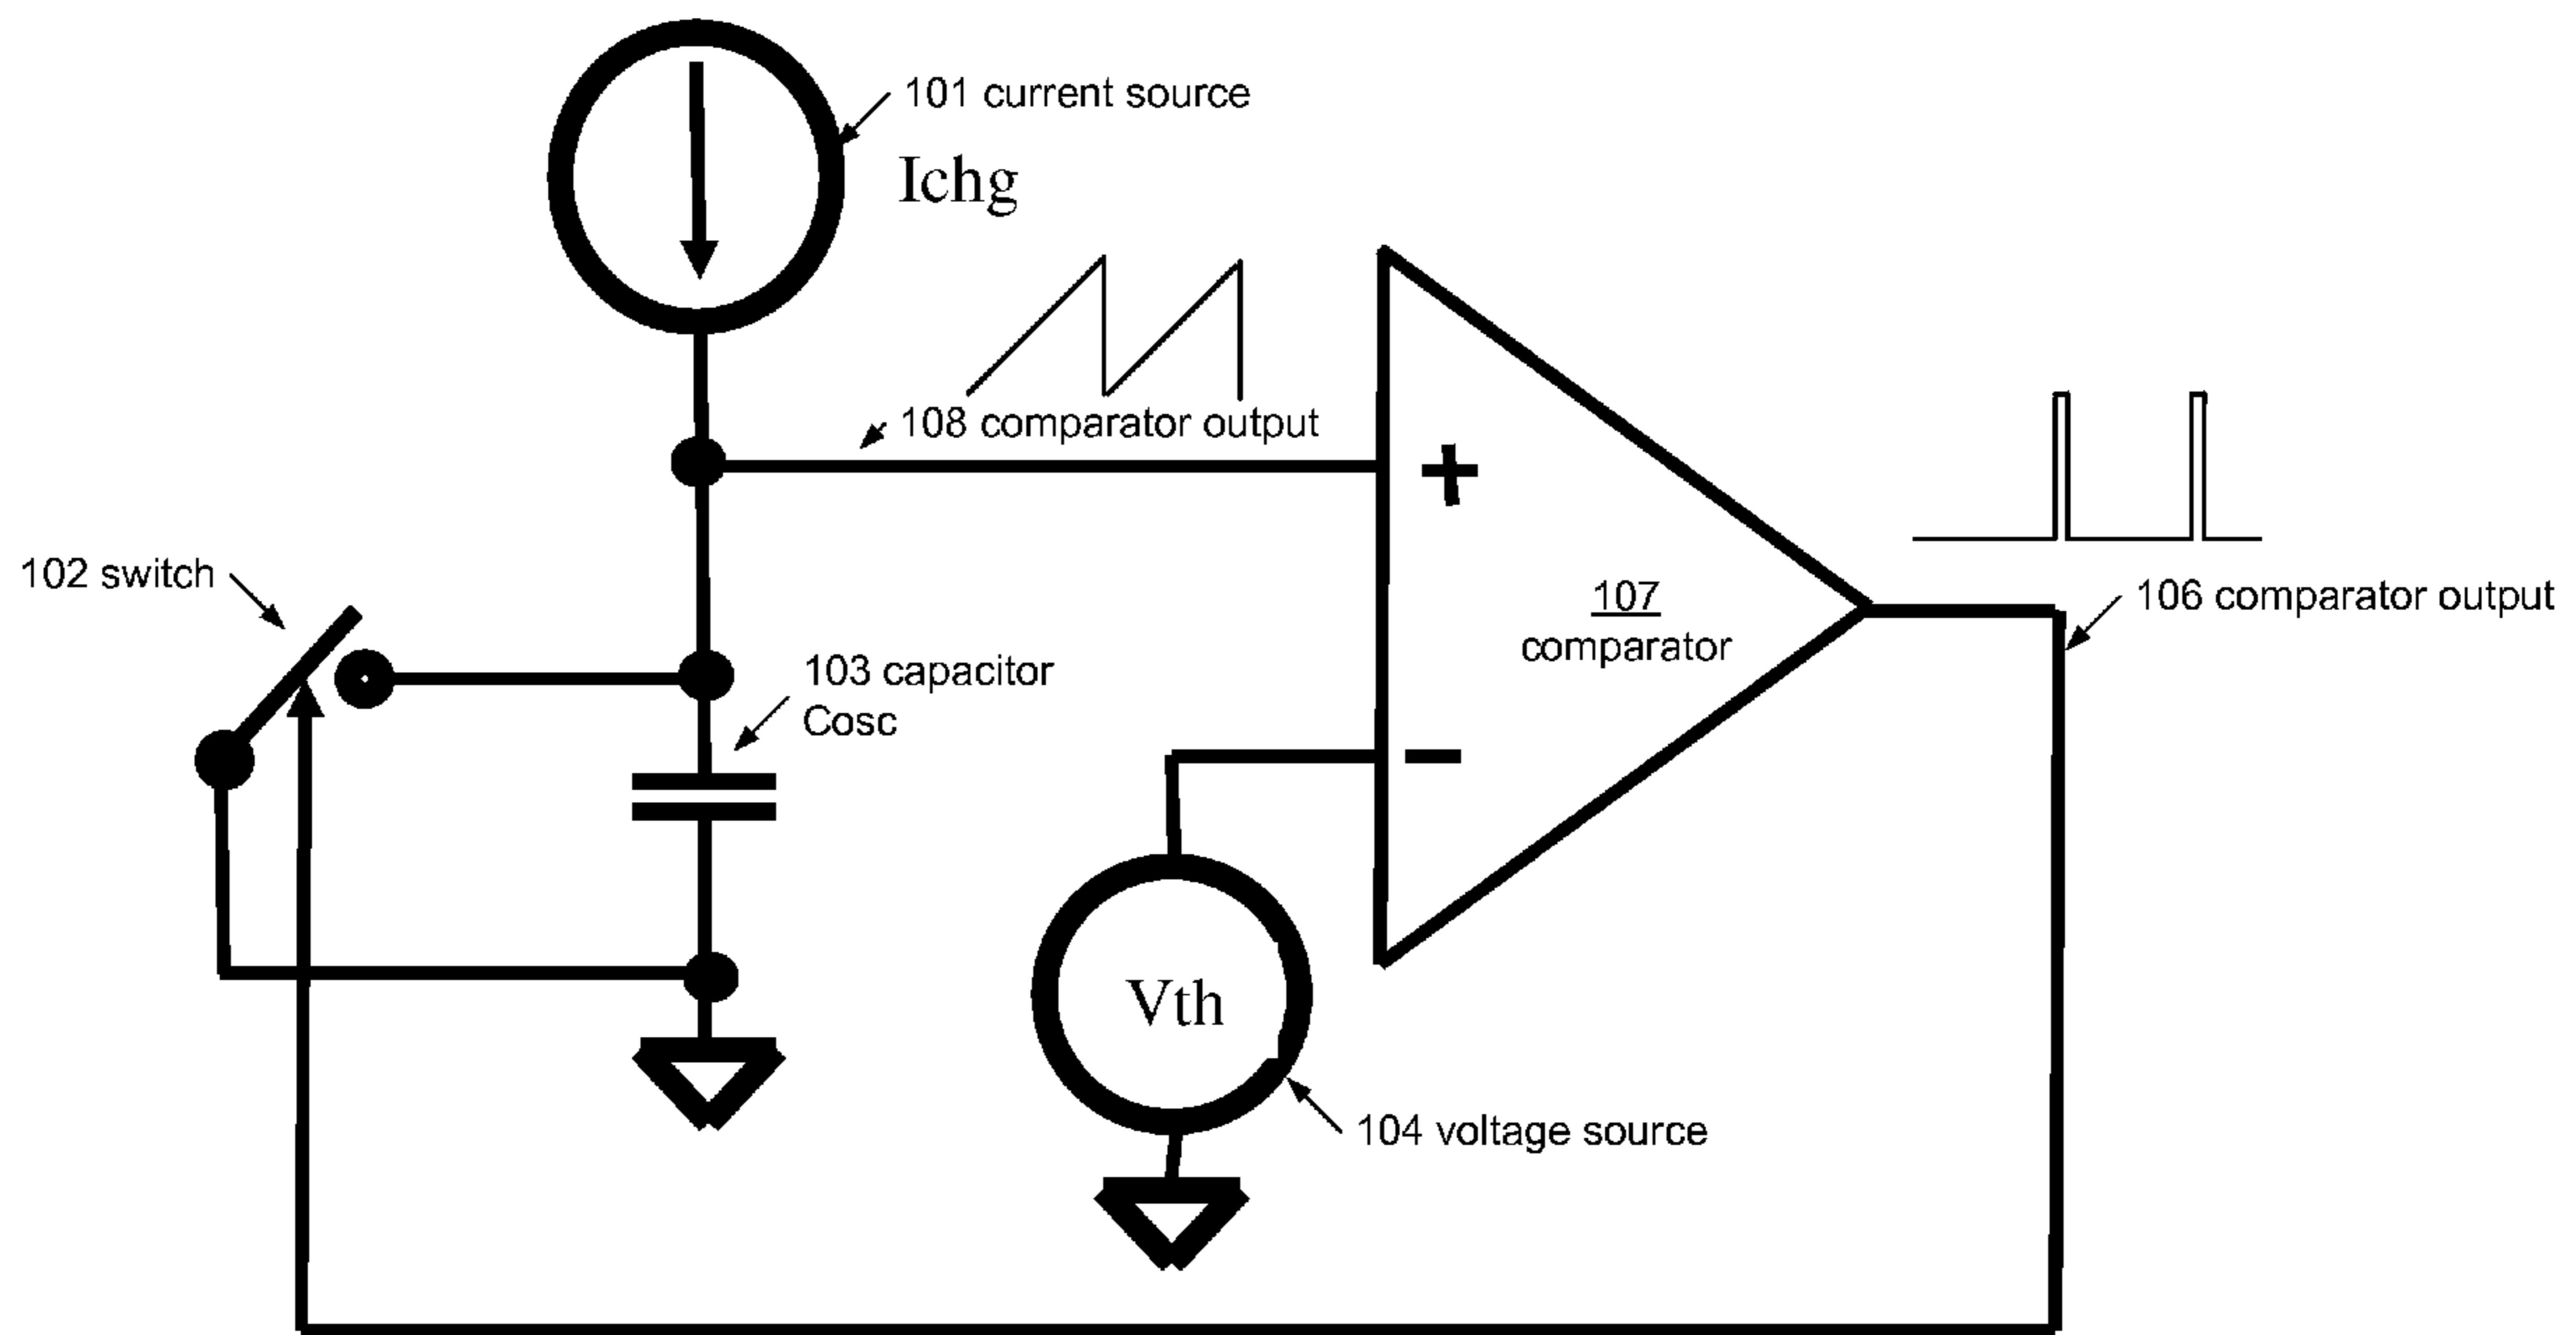 101 current source
Ichg
108 comparator output
+
102 switch
107
comparator
106 comparator output
103 capacitor
Cosc
−
Vth
104 voltage source